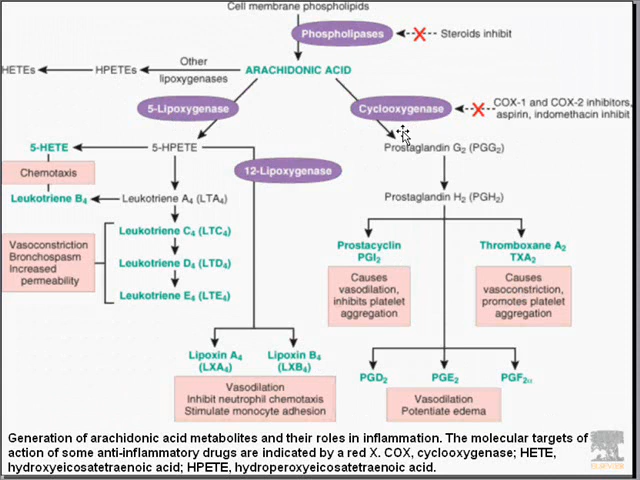 Cell membrane phospholipids
Phospholipases
Steroids inhibit
HETEs
HPETEs
Other
lipoxygenases
ARACHIDONIC ACID
5-Lipoxygenase
Cyclooxygenase
COX-1 and COX-2 inhibitors,
aspirin, indomethacin inhibit
5-HETE
5-HPETE
Prostaglandin G₂ (PGG₂)
Chemotaxis
12-Lipoxygenase
Leukotriene B₄
Leukotriene A₄ (LTA₄)
Prostaglandin H₂ (PGH₂)
Vasoconstriction
Bronchospasm
Increased
permeability
Leukotriene C₄ (LTC₄)
Leukotriene D₄ (LTD₄)
Leukotriene E₄ (LTE₄)
Prostacyclin
PGI₂
Causes
vasodilation,
inhibits platelet
aggregation
Thromboxane A₂
TXA₂
Causes
vasoconstriction,
promotes platelet
aggregation
Lipoxin A₄
(LXA₄)
Lipoxin B₄
(LXB₄)
Vasodilation
Inhibit neutrophil chemotaxis
Stimulate monocyte adhesion
PGD₂
PGE₂
PGF₂α
Vasodilation
Potentiate edema
Generation of arachidonic acid metabolites and their roles in inflammation. The molecular targets of
action of some anti-inflammatory drugs are indicated by a red X. COX, cyclooxygenase; HETE,
hydroxyeicosatetraenoic acid; HPETE, hydroperoxyeicosatetraenoic acid.
ELSEVIER